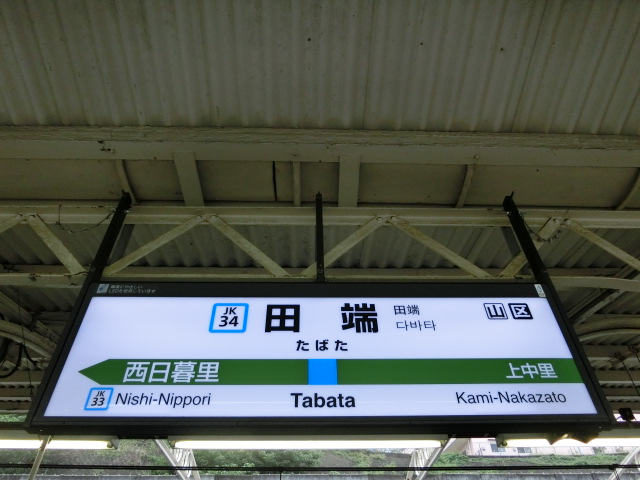 JK
34
田端
たばた
田端
다바타
山区
西日暮里
上中里
JK
33
Nishi-Nippori
Tabata
Kami-Nakazato